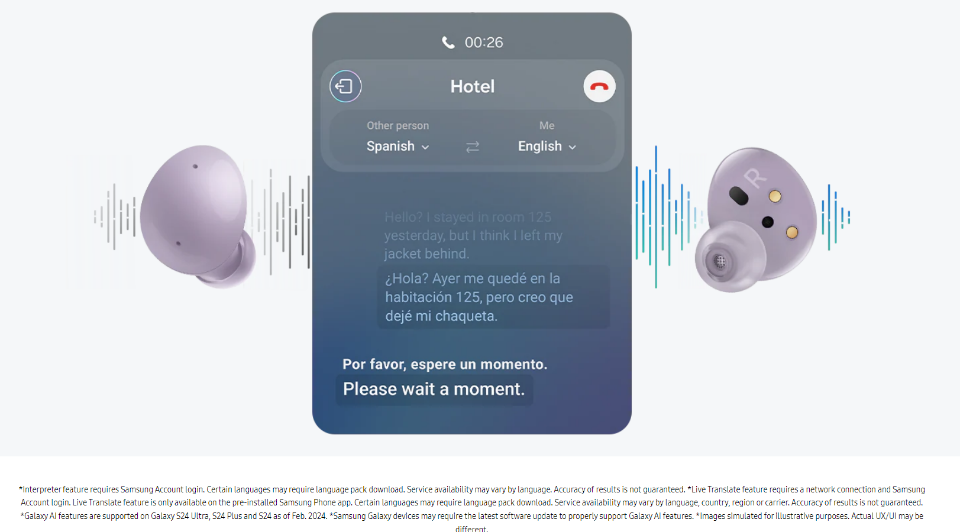 00:26
Hotel
Other person
Me
Spanish
English
Hello? I stayed in room 125
yesterday, but I think I left my
jacket behind.
¿Hola? Ayer me quedé en la
habitación 125, pero creo que
dejé mi chaqueta.
Por favor, espere un momento.
Please wait a moment.
R
*Interpreter feature requires Samsung Account login. Certain languages may require language pack download. Service availability may vary by language. Accuracy of results is not guaranteed. *Live Translate feature requires a network connection and Samsung
Account login. Live Translate feature is only available on the pre-installed Samsung Phone app. Certain languages may require language pack download. Service availability may vary by language, country, region or carrier. Accuracy of results is not guaranteed.
*Galaxy AI features are supported on Galaxy S24 Ultra, S24 Plus and S24 as of Feb. 2024. *Samsung Galaxy devices may require the latest software update to properly support Galaxy AI features. *Images simulated for illustrative purposes. Actual UX/UI may be
different.